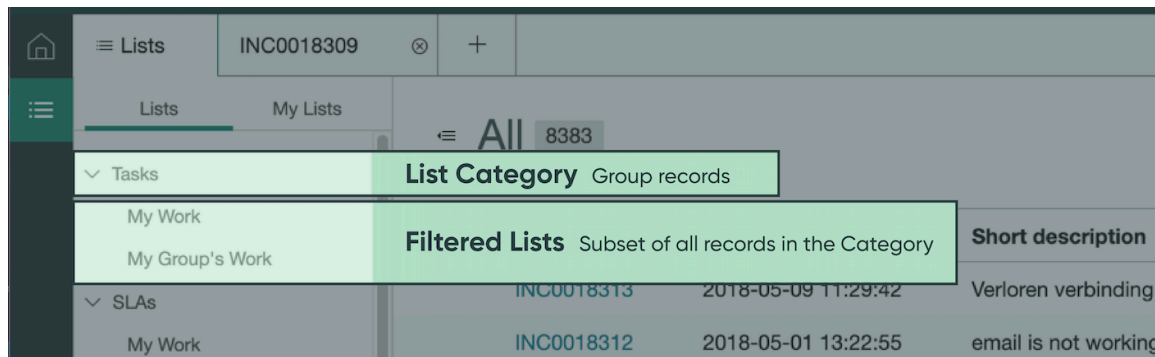 Lists
INC0018309
Lists
My Lists
All 8383
Tasks
List Category Group records
My Work
My Group's Work
Filtered Lists Subset of all records in the Category
Short description
SLAs
INC0018313 2018-05-09 11:29:42 Verloren verbinding
My Work
INC0018312 2018-05-01 13:22:55 email is not working